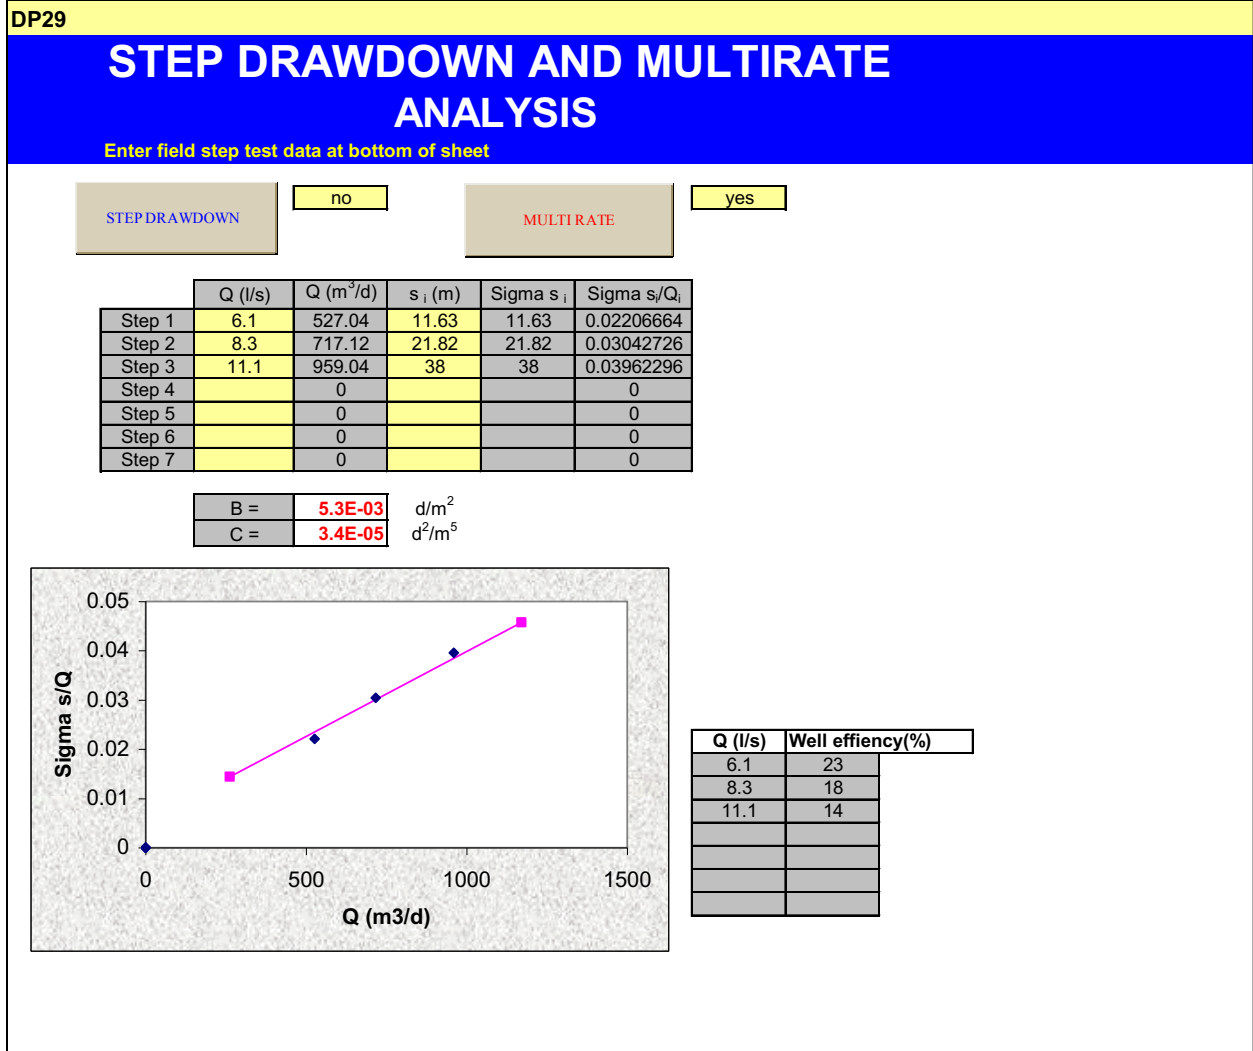 DP29
STEP DRAWDOWN AND MULTIRATE
ANALYSIS
Enter field step test data at bottom of sheet
STEP DRAWDOWN no MULTI RATE yes
Q (l/s) Q (m³/d) s i (m) Sigma s i Sigma si/Qi
Step 1 6.1 527.04 11.63 11.63 0.02206664
Step 2 8.3 717.12 21.82 21.82 0.03042726
Step 3 11.1 959.04 38 38 0.03962296
Step 4 0 0
Step 5 0 0
Step 6 0 0
Step 7 0 0
B = 5.3E-03 d/m²
C = 3.4E-05 d²/m⁵
0.05
0.04
0.03
0.02
0.01
0
Sigma s/Q
0 500 1000 1500
Q (m3/d)
Q (l/s) Well effiency(%)
6.1 23
8.3 18
11.1 14